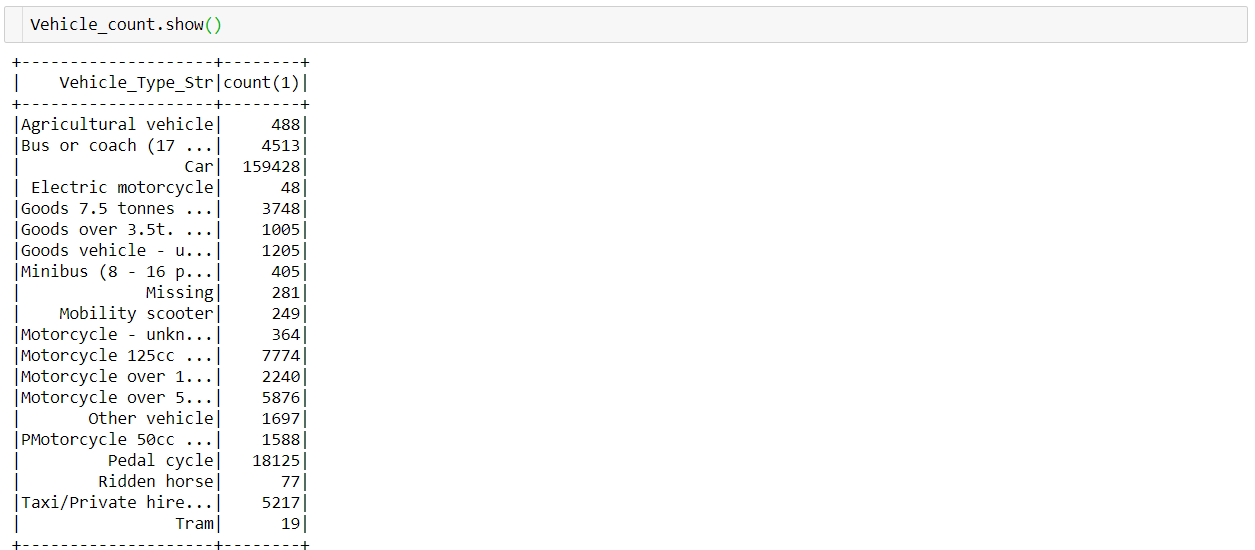 Vehicle_count.show()
+--------------------+--------+
|    Vehicle_Type_Str|count(1)|
+--------------------+--------+
|Agricultural vehicle|     488|
|Bus or coach (17 ...|    4513|
|                 Car|  159428|
| Electric motorcycle|      48|
|Goods 7.5 tonnes ...|    3748|
|Goods over 3.5t. ...|    1005|
|Goods vehicle - u...|    1205|
|Minibus (8 - 16 p...|     405|
|             Missing|     281|
|    Mobility scooter|     249|
|Motorcycle - unkn...|     364|
|Motorcycle 125cc ...|    7774|
|Motorcycle over 1...|    2240|
|Motorcycle over 5...|    5876|
|       Other vehicle|    1697|
|PMotorcycle 50cc ...|    1588|
|         Pedal cycle|   18125|
|        Ridden horse|      77|
|Taxi/Private hire...|    5217|
|                Tram|      19|
+--------------------+--------+